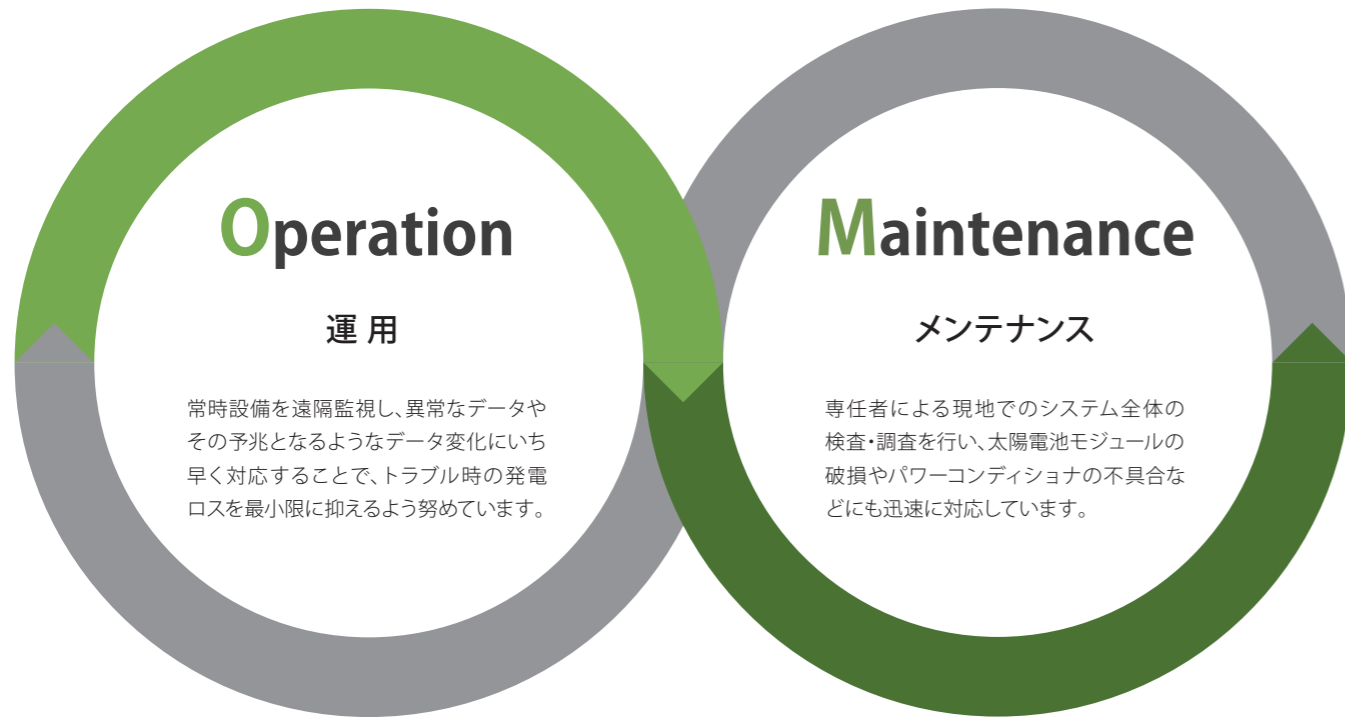 Operation
運 用
常時設備を遠隔監視し、異常なデータや
その予兆となるようなデータ変化にいち
早く対応することで、トラブル時の発電
ロスを最小限に抑えるよう努めています。
Maintenance
メンテナンス
専任者による現地でのシステム全体の
検査・調査を行い、太陽電池モジュールの
破損やパワーコンディショナの不具合な
どにも迅速に対応しています。